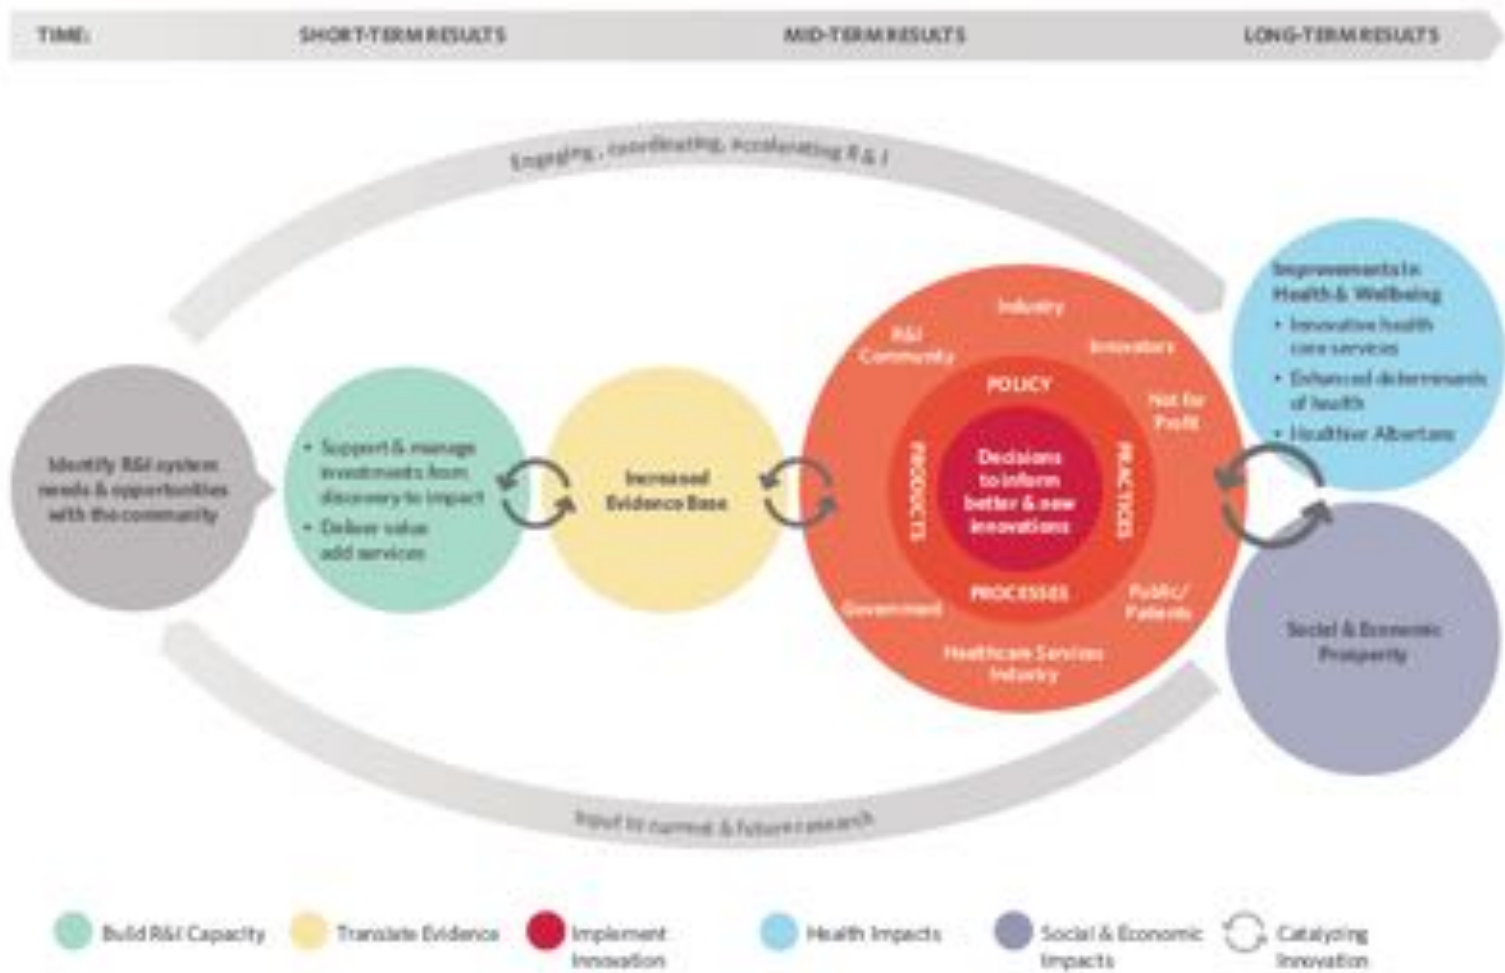 TIME:
SHORT-TERM RESULTS
MID-TERM RESULTS
LONG-TERM RESULTS
Engaging, coordinating, accelerating R & I
Identify R&I system
needs & opportunities
with the community
• Support & manage
investments from
discovery to impact
• Deliver value
add services
Increased
Evidence Base
Industry
R&I
Community
Innovators
Not for
Profit
POLICY
PRODUCTS
PRACTICES
PROCESSES
Decisions
to inform
better & new
innovations
Government
Public/
Patients
Healthcare Services
Industry
Improvements in
Health & Wellbeing
• Innovative health
care services
• Enhanced determinants
of health
• Healthier Albertans
Social & Economic
Prosperity
Input to current & future research
Build R&I Capacity
Translate Evidence
Implement
Innovation
Health Impacts
Social & Economic
Impacts
Catalyzing
Innovation